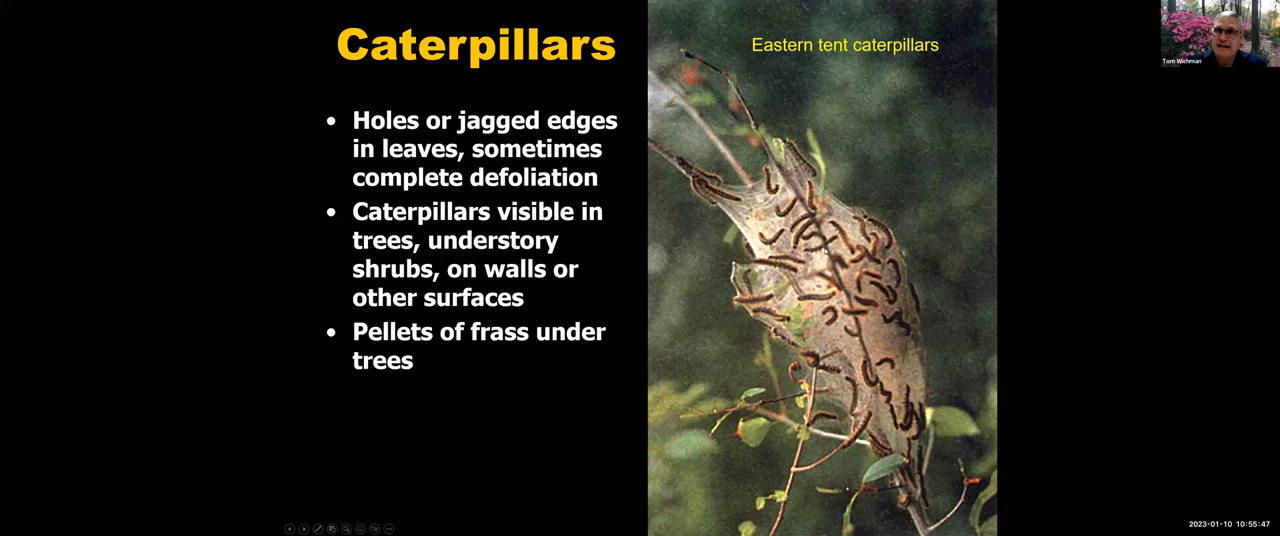 Caterpillars
• Holes or jagged edges
in leaves, sometimes
complete defoliation
• Caterpillars visible in
trees, understory
shrubs, on walls or
other surfaces
• Pellets of frass under
trees
Eastern tent caterpillars
Tom Wichman
2023-01-10 10:55:47